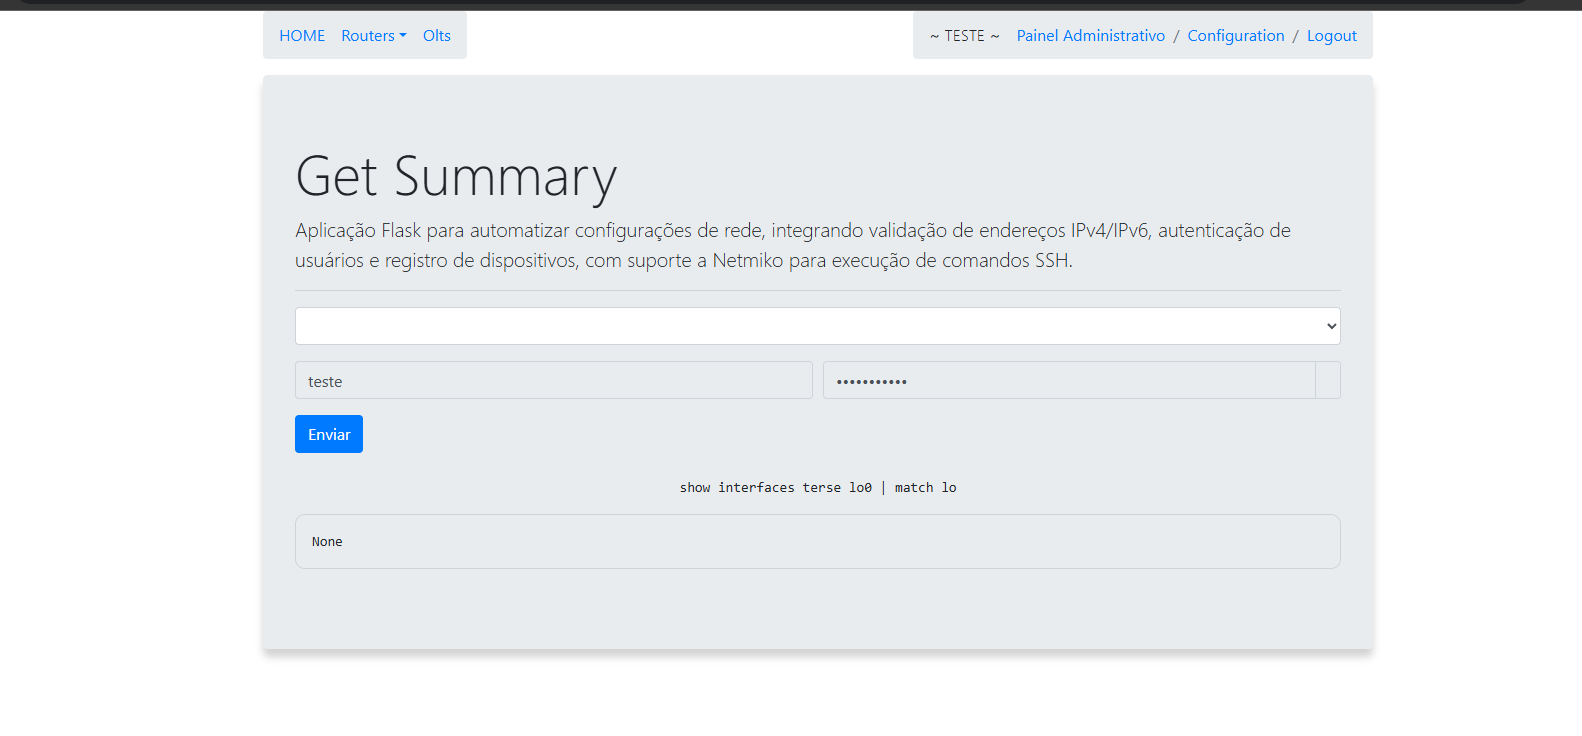 HOME Routers Olts
~ TESTE ~ Painel Administrativo / Configuration / Logout
Get Summary
Aplicação Flask para automatizar configurações de rede, integrando validação de endereços IPv4/IPv6, autenticação de
usuários e registro de dispositivos, com suporte a Netmiko para execução de comandos SSH.
teste
•••••••••••
Enviar
show interfaces terse lo0 | match lo
None